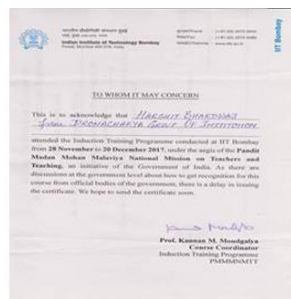 भारतीय प्रौद्योगिकी संस्थान मुंबई
Indian Institute of Technology Bombay
IIT Bombay
TO WHOM IT MAY CONCERN
This is to acknowledge that HARSHIT BHARDWAJ
DRONACHARYA GROUP OF INSTITUTION
attended the Induction Training Programme conducted at IIT Bombay
from 28 November to 20 December 2017, under the aegis of the Pandit
Madan Mohan Malaviya National Mission on Teachers and
Teaching, an initiative of the Government of India. As there are
discussions at the government level about how to get recognition for this
course from official bodies of the government, there is a delay in issuing
the certificate. We hope to send the certificate soon.
Prof. Kannan M. Moudgalya
Course Coordinator
Induction Training Programme
PMMMNMTT